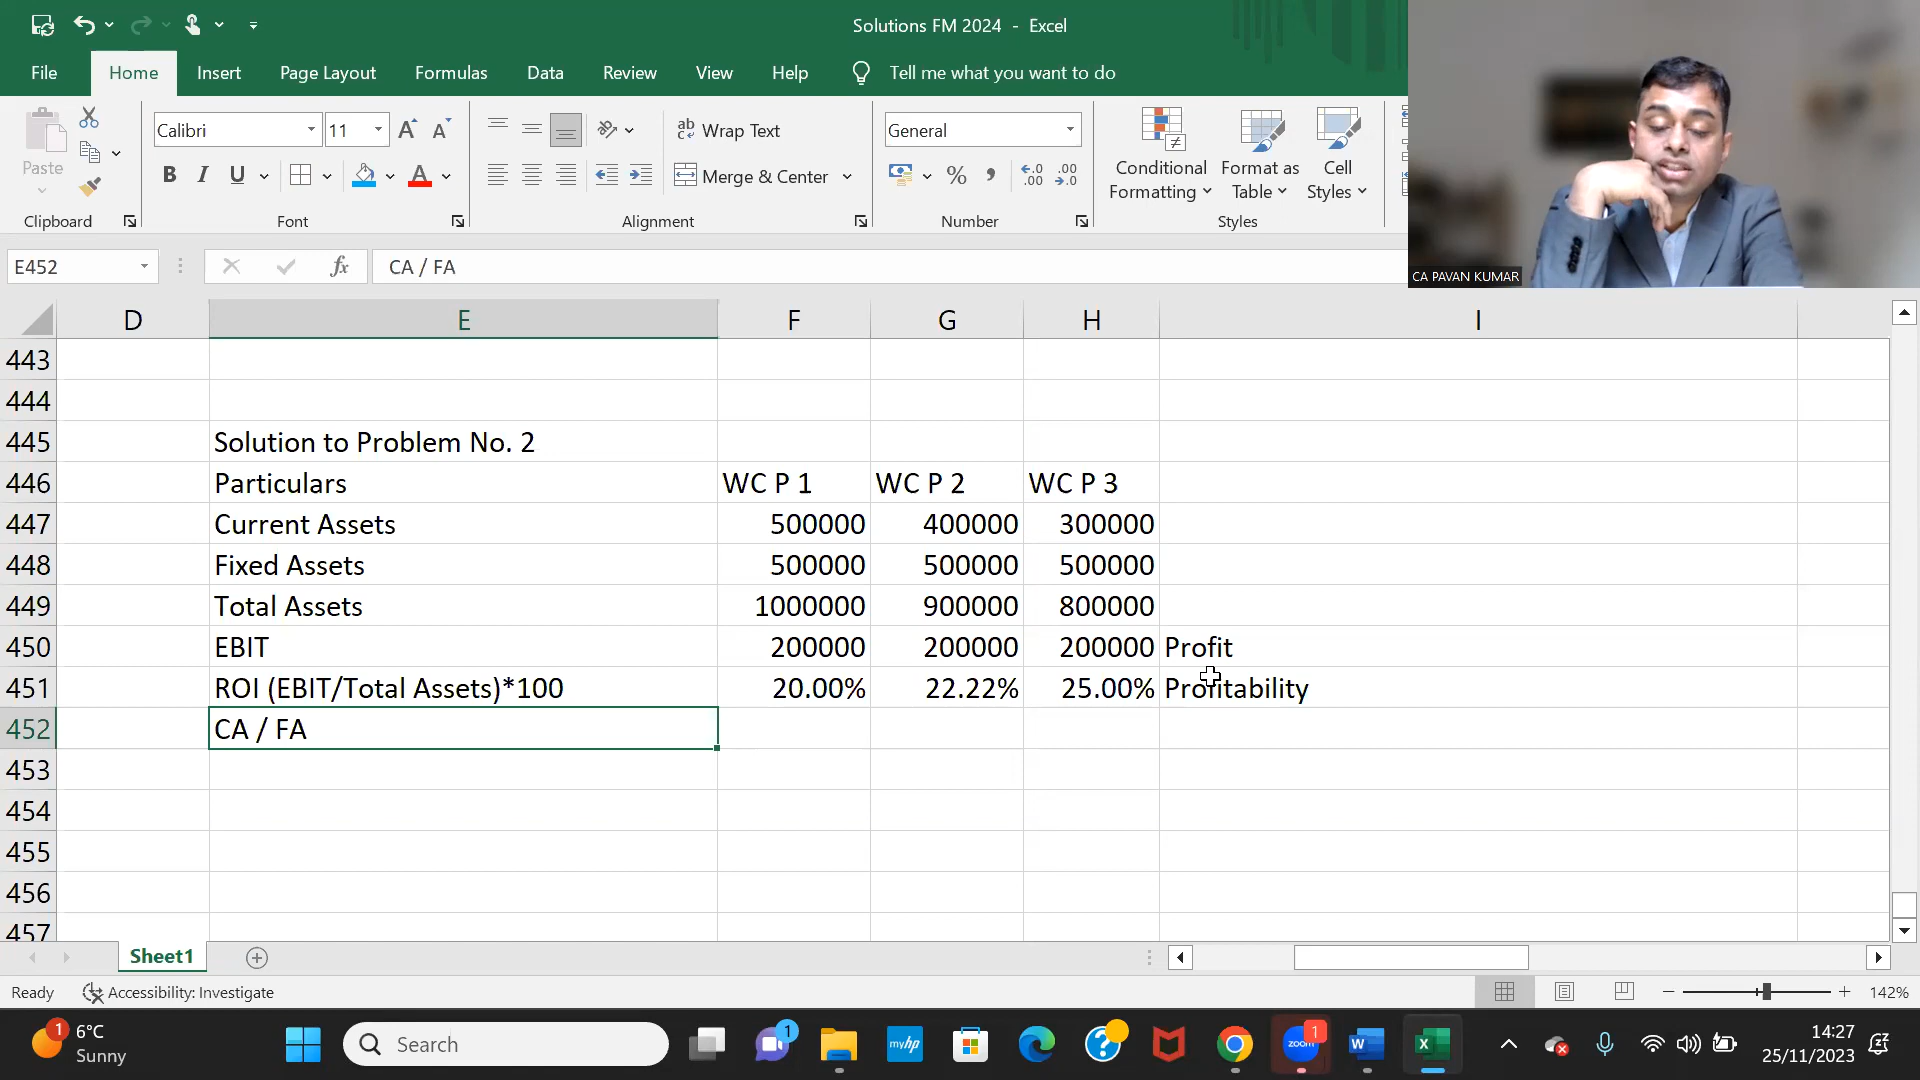 Solutions FM 2024 - Excel
File Home Insert Page Layout Formulas Data Review View Help Tell me what you want to do
Calibri 11 Wrap Text General
Paste Merge & Center % Conditional Formatting Format as Table Cell Styles
B I U
Clipboard Font Alignment Number Styles
CA PAVAN KUMAR
E452 fx CA / FA
D E F G H I
443
444
445 Solution to Problem No. 2
446 Particulars WC P 1 WC P 2 WC P 3
447 Current Assets 500000 400000 300000
448 Fixed Assets 500000 500000 500000
449 Total Assets 1000000 900000 800000
450 EBIT 200000 200000 200000 Profit
451 ROI (EBIT/Total Assets)*100 20.00% 22.22% 25.00% Profitability
452 CA / FA
453
454
455
456
457
Sheet1
Ready Accessibility: Investigate 142%
1 6°C Sunny Search 1 myhp ? zoom 1 W X 14:27
25/11/2023